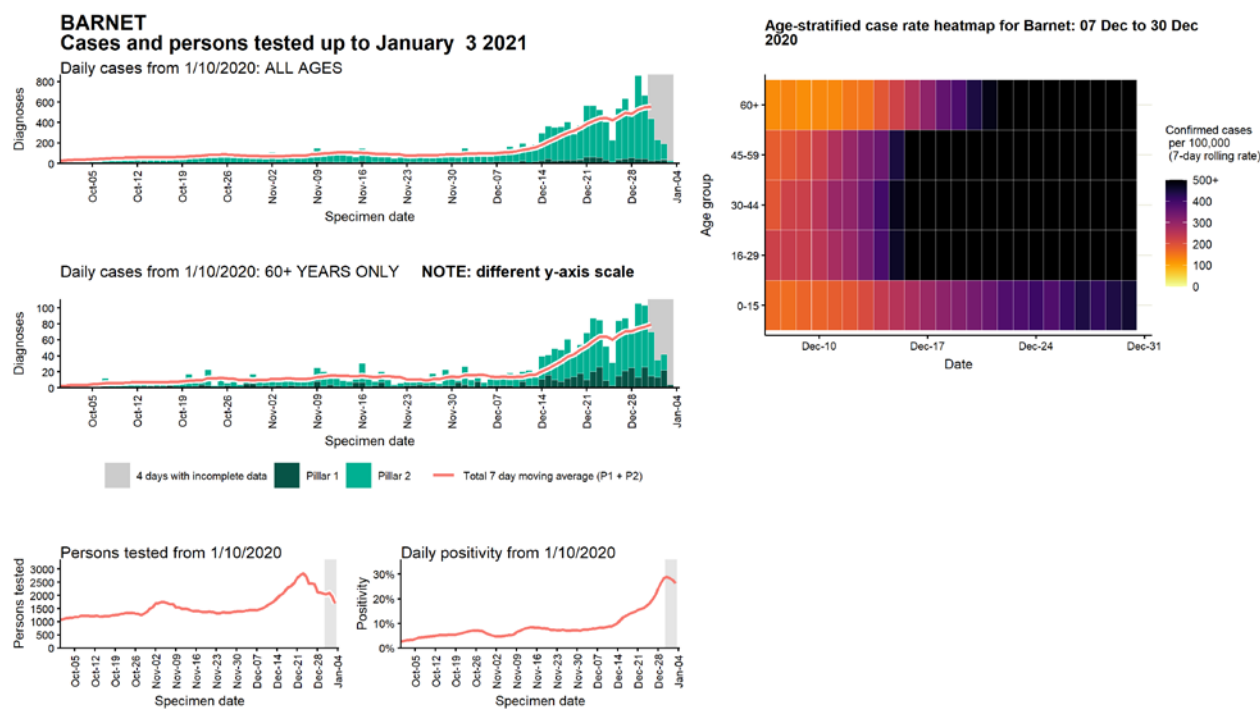 BARNET
Cases and persons tested up to January 3 2021
Daily cases from 1/10/2020: ALL AGES
Diagnoses
800
600
400
200
0
Oct-05
Oct-12
Oct-19
Oct-26
Nov-02
Nov-09
Nov-16
Nov-23
Nov-30
Dec-07
Dec-14
Dec-21
Dec-28
Jan-04
Specimen date
Daily cases from 1/10/2020: 60+ YEARS ONLY NOTE: different y-axis scale
Diagnoses
100
80
60
40
20
0
Oct-05
Oct-12
Oct-19
Oct-26
Nov-02
Nov-09
Nov-16
Nov-23
Nov-30
Dec-07
Dec-14
Dec-21
Dec-28
Jan-04
Specimen date
4 days with incomplete data
Pillar 1
Pillar 2
Total 7 day moving average (P1 + P2)
Persons tested from 1/10/2020
Persons tested
3000
2500
2000
1500
1000
500
0
Oct-05
Oct-12
Oct-19
Oct-26
Nov-02
Nov-09
Nov-16
Nov-23
Nov-30
Dec-07
Dec-14
Dec-21
Dec-28
Jan-04
Specimen date
Daily positivity from 1/10/2020
Positivity
30%
20%
10%
0%
Oct-05
Oct-12
Oct-19
Oct-26
Nov-02
Nov-09
Nov-16
Nov-23
Nov-30
Dec-07
Dec-14
Dec-21
Dec-28
Jan-04
Specimen date
Age-stratified case rate heatmap for Barnet: 07 Dec to 30 Dec
2020
Age group
60+
45-59
30-44
16-29
0-15
Dec-10
Dec-17
Dec-24
Dec-31
Date
Confirmed cases
per 100,000
(7-day rolling rate)
500+
400
300
200
100
0